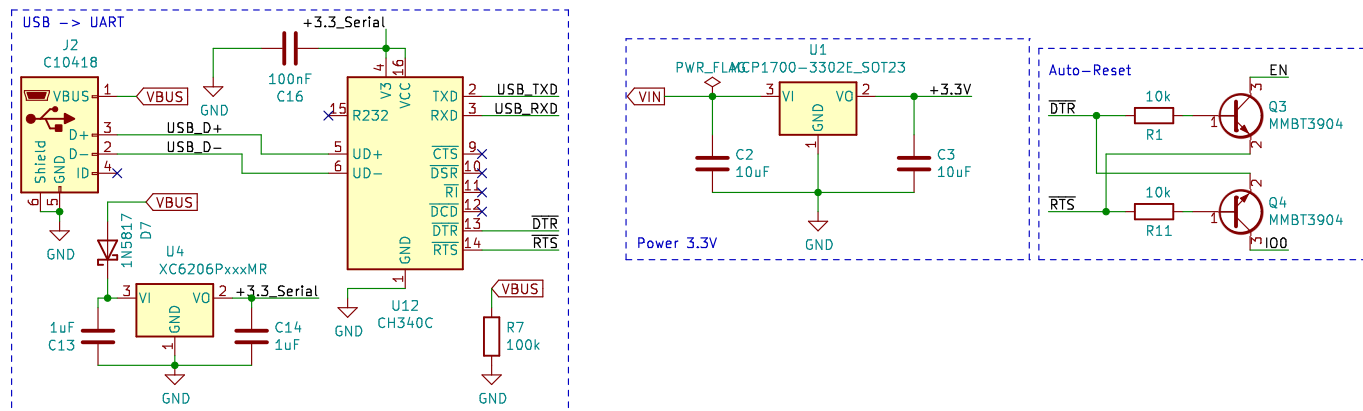 USB -> UART
J2
C10418
VBUS
1
VBUS
D+
3
USB_D+
D-
2
USB_D-
ID
4
Shield
GND
6
5
GND
+3.3_Serial
100nF
C16
GND
4
16
V3
VCC
15
R232
TXD
2
USB_TXD
RXD
3
USB_RXD
5
UD+
6
UD-
CTS
9
DSR
10
RI
11
DCD
12
DTR
13
DTR
RTS
14
RTS
GND
1
GND
U12
CH340C
VBUS
1N5817
D7
U4
XC6206PxxxMR
3
VI
VO
2
+3.3_Serial
GND
1
1uF
C13
C14
1uF
GND
VBUS
R7
100k
GND
U1
PWR_FLAG
MCP1700-3302E_SOT23
VIN
3
VI
VO
2
+3.3V
GND
1
C2
10uF
C3
10uF
GND
Power 3.3V
Auto-Reset
EN
DTR
10k
R1
1
3
2
Q3
MMBT3904
RTS
10k
R11
1
2
3
Q4
MMBT3904
IO0